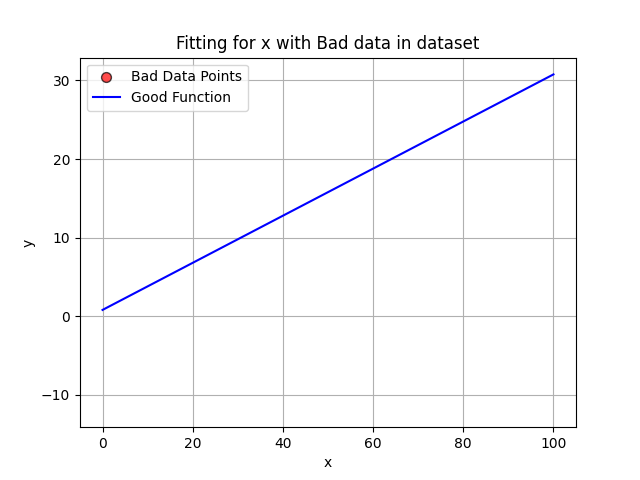 Fitting for x with Bad data in dataset
Bad Data Points
Good Function
30
20
10
0
−10
y
0 20 40 60 80 100
x